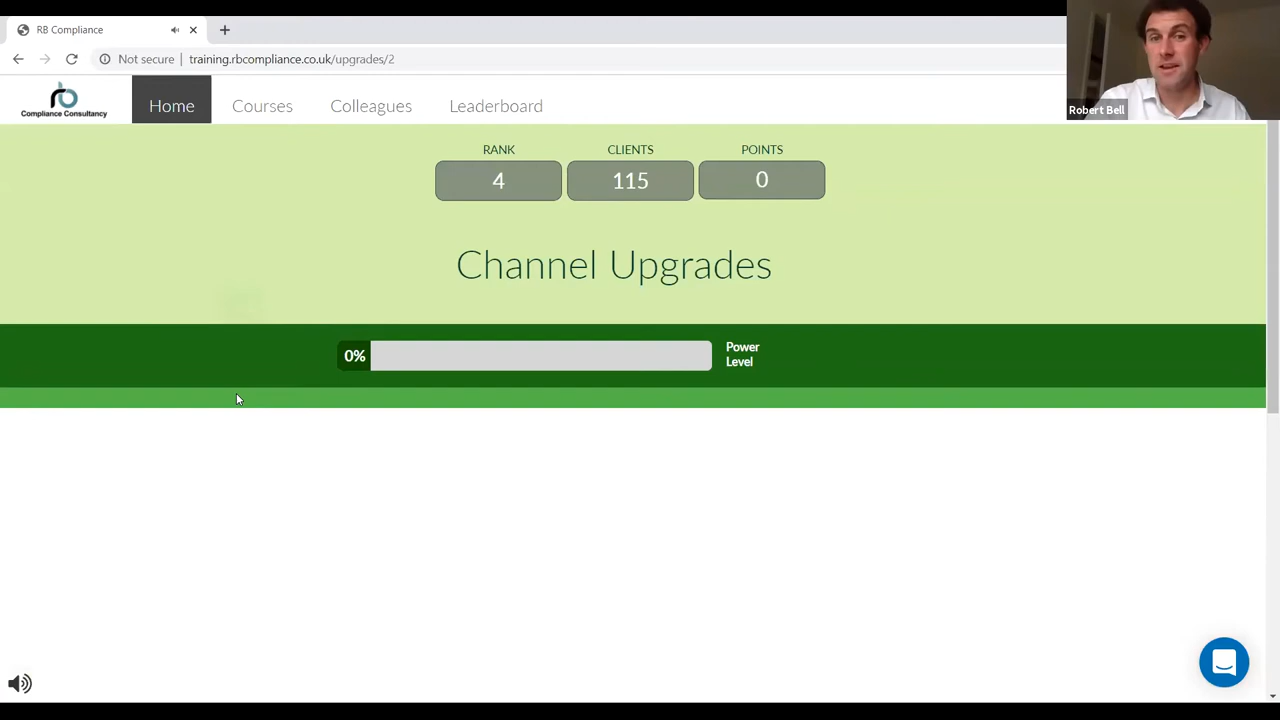 RB Compliance
Not secure | training.rbcompliance.co.uk/upgrades/2
Robert Bell
rb
Compliance Consultancy
Home
Courses
Colleagues
Leaderboard
RANK
CLIENTS
POINTS
4
115
0
Channel Upgrades
0%
Power
Level